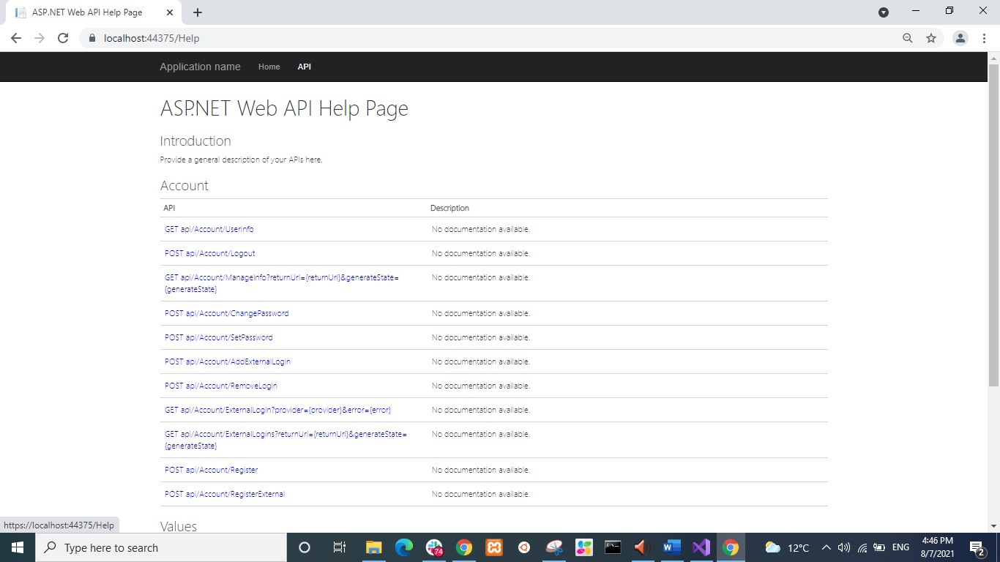 ASP.NET Web API Help Page
localhost:44375/Help
Application name Home API
ASP.NET Web API Help Page
Introduction
Provide a general description of your APIs here.
Account
API Description
GET api/Account/UserInfo No documentation available.
POST api/Account/Logout No documentation available.
GET api/Account/ManageInfo?returnUrl={returnUrl}&generateState= No documentation available.
{generateState}
POST api/Account/ChangePassword No documentation available.
POST api/Account/SetPassword No documentation available.
POST api/Account/AddExternalLogin No documentation available.
POST api/Account/RemoveLogin No documentation available.
GET api/Account/ExternalLogin?provider={provider}&error={error} No documentation available.
GET api/Account/ExternalLogins?returnUrl={returnUrl}&generateState= No documentation available.
{generateState}
POST api/Account/Register No documentation available.
POST api/Account/RegisterExternal No documentation available.
Values
https://localhost:44375/Help
Type here to search 74 12°C ENG 4:46 PM
8/7/2021 2